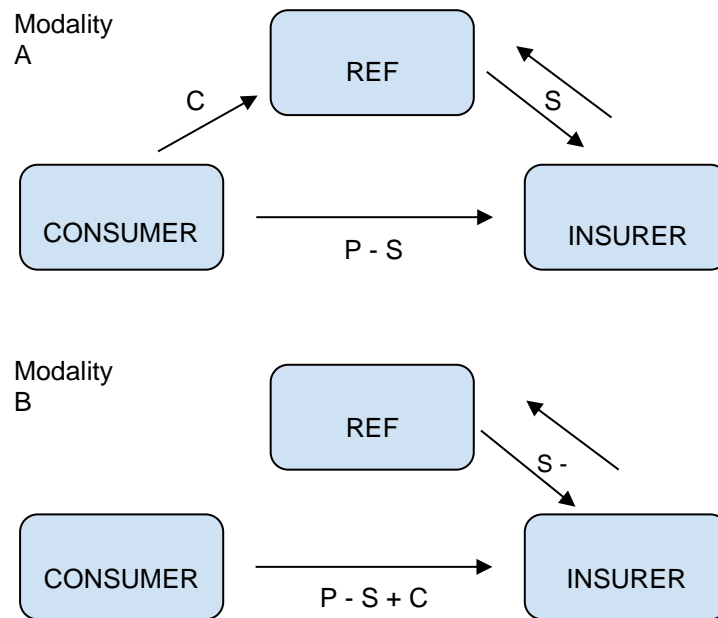 Modality
A
REF
C
S
CONSUMER
P - S
INSURER
Modality
B
REF
S -
CONSUMER
P - S + C
INSURER